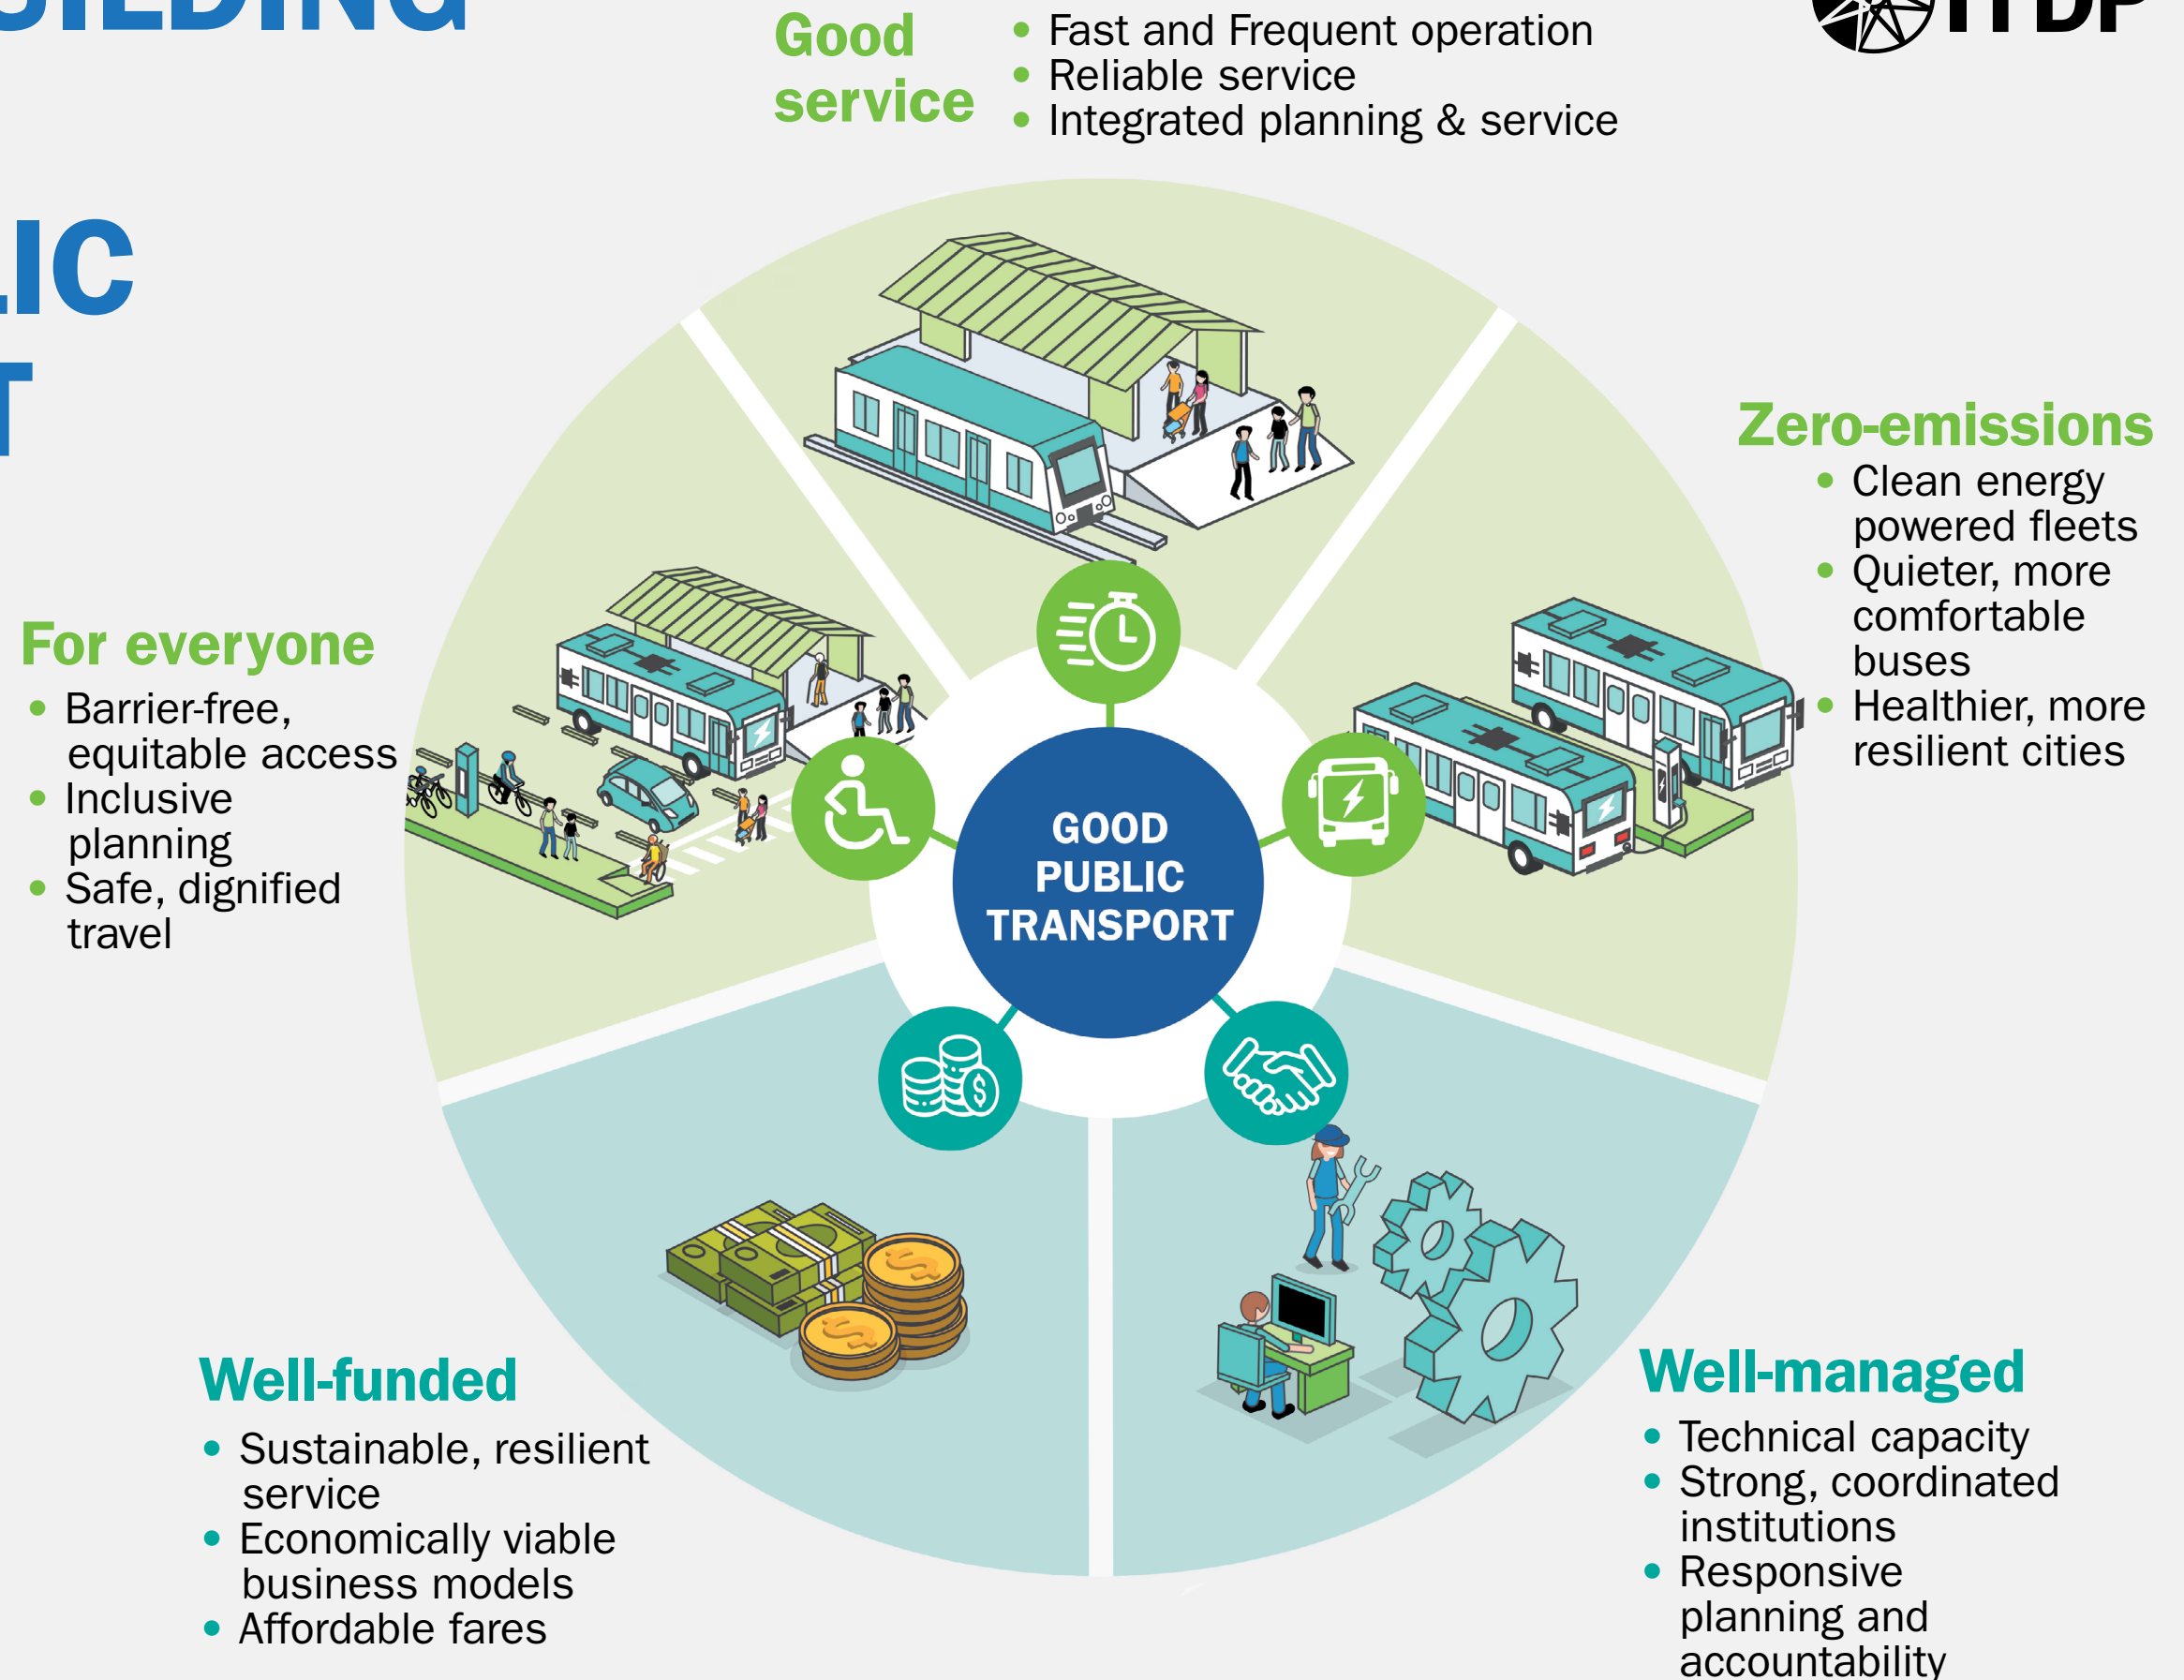 Good
service
• Fast and Frequent operation
• Reliable service
• Integrated planning & service
ITDP
Zero-emissions
• Clean energy
powered fleets
• Quieter, more
comfortable
buses
• Healthier, more
resilient cities
For everyone
• Barrier-free,
equitable access
• Inclusive
planning
• Safe, dignified
travel
GOOD
PUBLIC
TRANSPORT
Well-funded
• Sustainable, resilient
service
• Economically viable
business models
• Affordable fares
Well-managed
• Technical capacity
• Strong, coordinated
institutions
• Responsive
planning and
accountability